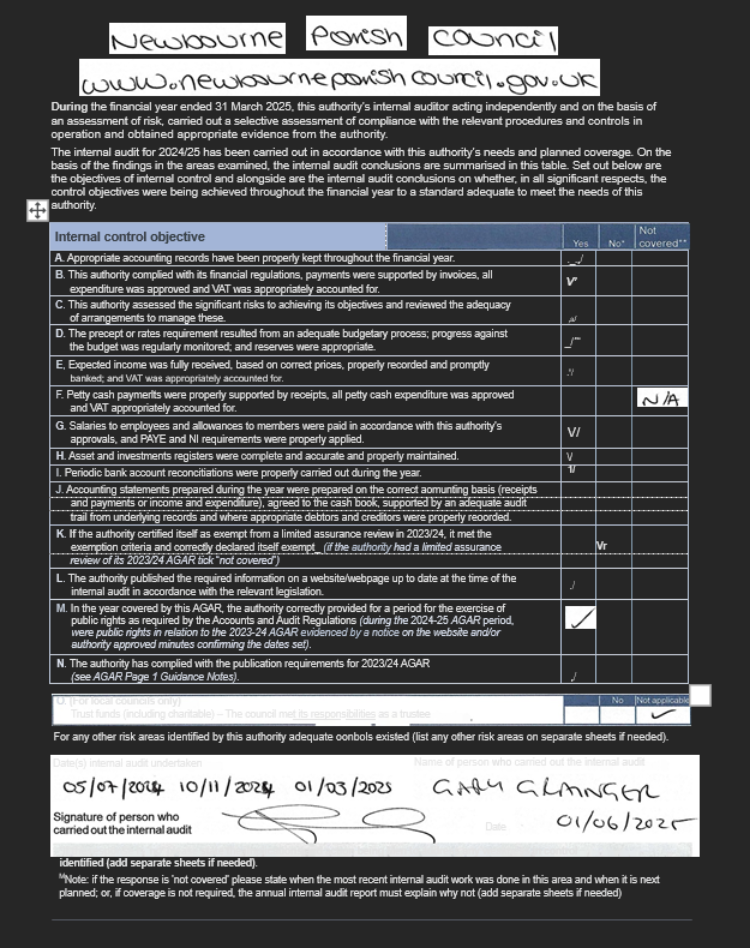 Newbourne Parish Council
www.newbourneparishcouncil.gov.uk
During the financial year ended 31 March 2025, this authority's internal auditor acting independently and on the basis of
an assessment of risk, carried out a selective assessment of compliance with the relevant procedures and controls in
operation and obtained appropriate evidence from the authority.
The internal audit for 2024/25 has been carried out in accordance with this authority's needs and planned coverage. On the
basis of the findings in the areas examined, the internal audit conclusions are summarised in this table. Set out below are
the objectives of internal control and alongside are the internal audit conclusions on whether, in all significant respects, the
control objectives were being achieved throughout the financial year to a standard adequate to meet the needs of this
authority.
Internal control objective Yes No* Not covered**
A. Appropriate accounting records have been properly kept throughout the financial year.
B. This authority complied with its financial regulations, payments were supported by invoices, all
expenditure was approved and VAT was appropriately accounted for. V'
C. This authority assessed the significant risks to achieving its objectives and reviewed the adequacy
of arrangements to manage these.
D. The precept or rates requirement resulted from an adequate budgetary process; progress against
the budget was regularly monitored; and reserves were appropriate.
E, Expected income was fully received, based on correct prices, properly recorded and promptly
banked; and VAT was appropriately accounted for.
F. Petty cash paymerlts were properly supported by receipts, all petty cash expenditure was approved
and VAT appropriately accounted for. N/A
G. Salaries to employees and allowances to members were paid in accordance with this authority's
approvals, and PAYE and NI requirements were properly applied. V/
H. Asset and investments registers were complete and accurate and properly maintained. V
I. Periodic bank account reconcitiations were properly carried out during the year. 1/
J. Accounting statements prepared during the year were prepared on the correct aomunting basis (receipts
and payments or income and expenditure), agreed to the cash book, supported by an adequate audit
trail from underlying records and where appropriate debtors and creditors were properly reoorded.
K. If the authority certified itself as exempt from a limited assurance review in 2023/24, it met the
exemption criteria and correctly declared itself exempt_ (if the authority had a limited assurance Vr
review of its 2023/24 AGAR tick "not covered")
L. The authority published the required information on a website/webpage up to date at the time of the
internal audit in accordance with the relevant legislation.
M. In the year covered by this AGAR, the authority correctly provided for a period for the exercise of
public rights as required by the Accounts and Audit Regulations (during the 2024-25 AGAR period,
were public rights in relation to the 2023-24 AGAR evidenced by a notice on the website and/or
authority approved minutes confirming the dates set).
N. The authority has complied with the publication requirements for 2023/24 AGAR
(see AGAR Page 1 Guidance Notes).
O. (For local councils only) No Not applicable
Trust funds (including charitable) – The council met its responsibilities as a trustee
For any other risk areas identified by this authority adequate oonbols existed (list any other risk areas on separate sheets if needed).
Date(s) internal audit undertaken Name of person who carried out the internal audit
05/07/2024 10/11/2024 01/03/2025 GARY GRANGER
Signature of person who
carried out the internal audit Date 01/06/2025
identified (add separate sheets if needed).
Note: if the response is 'not covered' please state when the most recent internal audit work was done in this area and when it is next
planned; or, if coverage is not required, the annual internal audit report must explain why not (add separate sheets if needed)